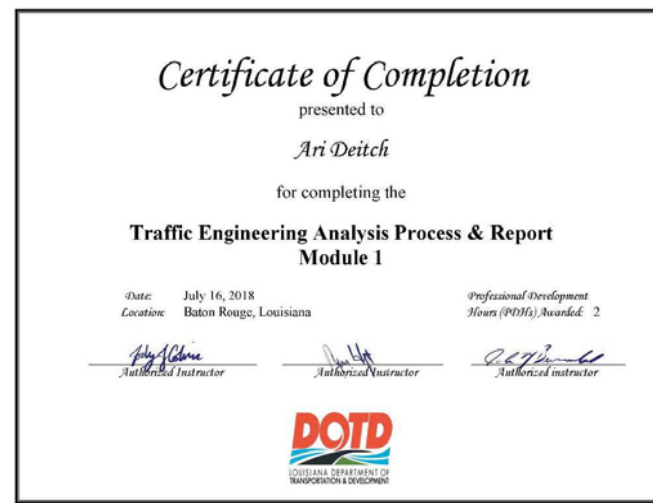 Certificate of Completion
presented to
Ari Deitch
for completing the
Traffic Engineering Analysis Process & Report
Module 1
Date: July 16, 2018
Location: Baton Rouge, Louisiana
Professional Development
Hours (PDHs) Awarded: 2
Authorized Instructor
Authorized Instructor
Authorized instructor
DOTD
LOUISIANA DEPARTMENT OF
TRANSPORTATION & DEVELOPMENT